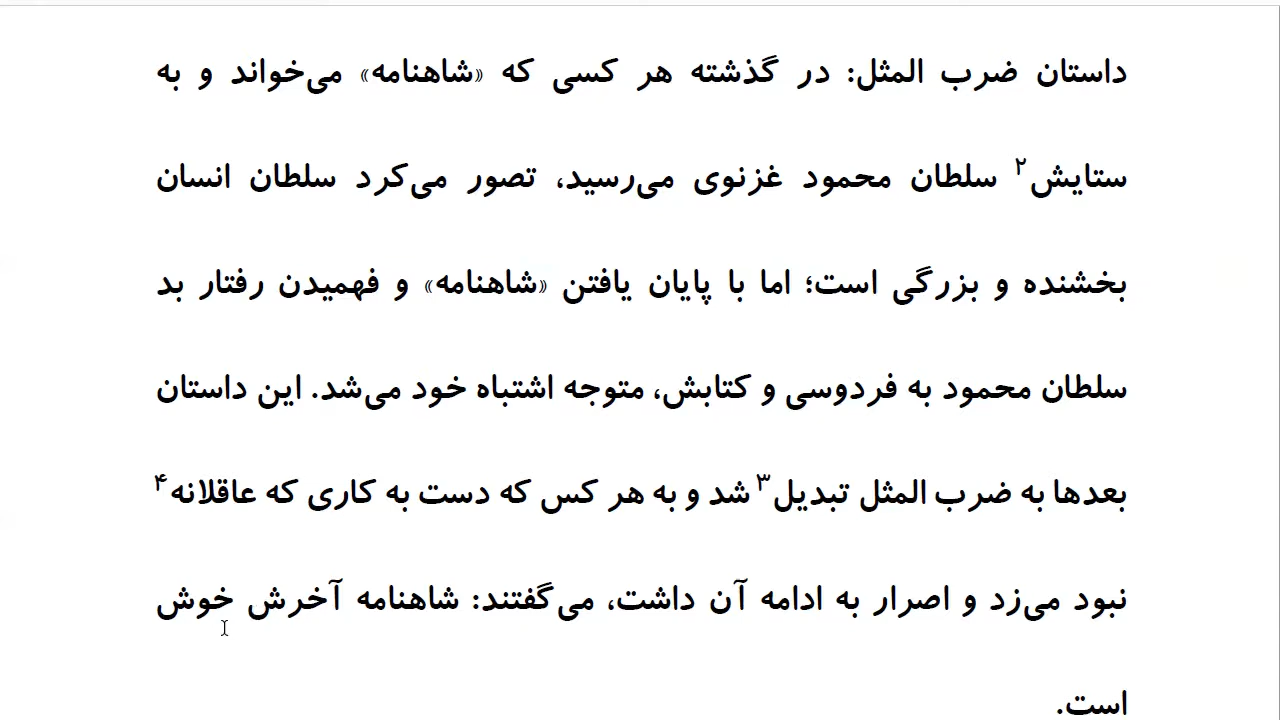 داستان ضرب المثل: در گذشته هر کسی که «شاهنامه» می‌خواند و به
ستایش۲ سلطان محمود غزنوی می‌رسید، تصور می‌کرد سلطان انسان
بخشنده و بزرگی است؛ اما با پایان یافتن «شاهنامه» و فهمیدن رفتار بد
سلطان محمود به فردوسی و کتابش، متوجه اشتباه خود می‌شد. این داستان
بعدها به ضرب المثل تبدیل۳ شد و به هر کس که دست به کاری که عاقلانه۴
نبود می‌زد و اصرار به ادامه آن داشت، می‌گفتند: شاهنامه آخرش خوش
است.